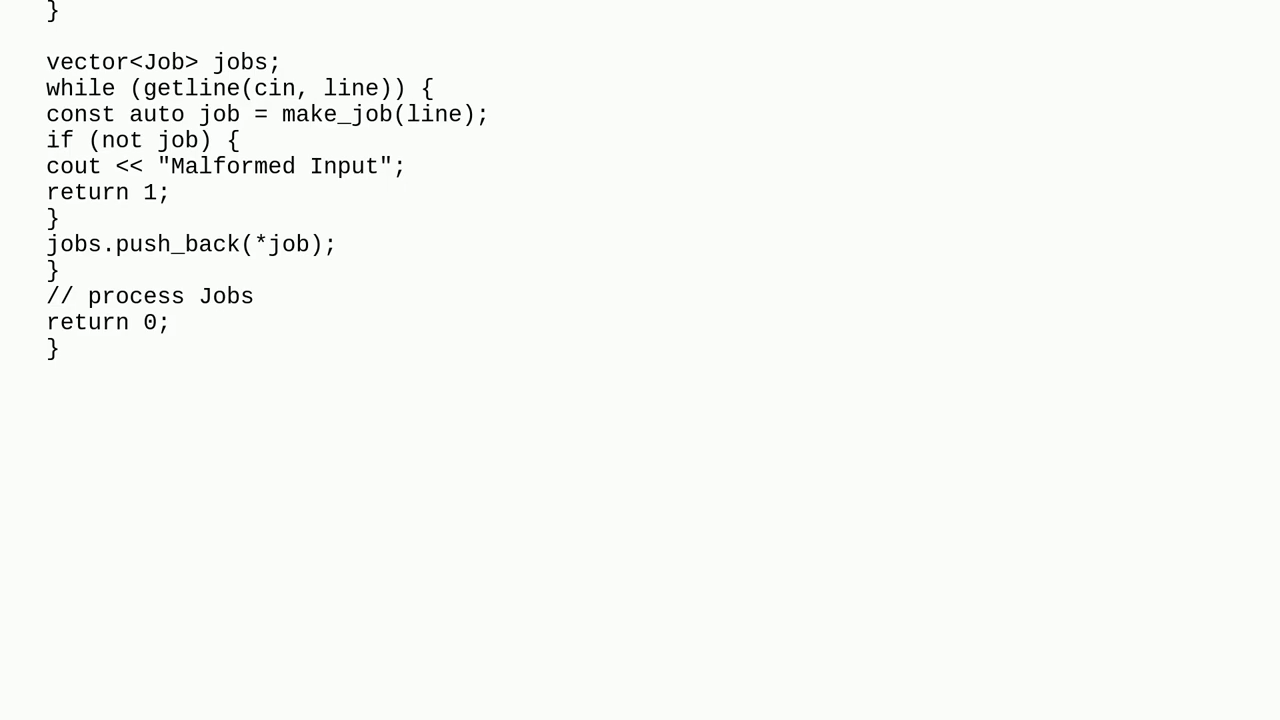 }
vector<Job> jobs;
while (getline(cin, line)) {
const auto job = make_job(line);
if (not job) {
cout << "Malformed Input";
return 1;
}
jobs.push_back(*job);
}
// process Jobs
return 0;
}